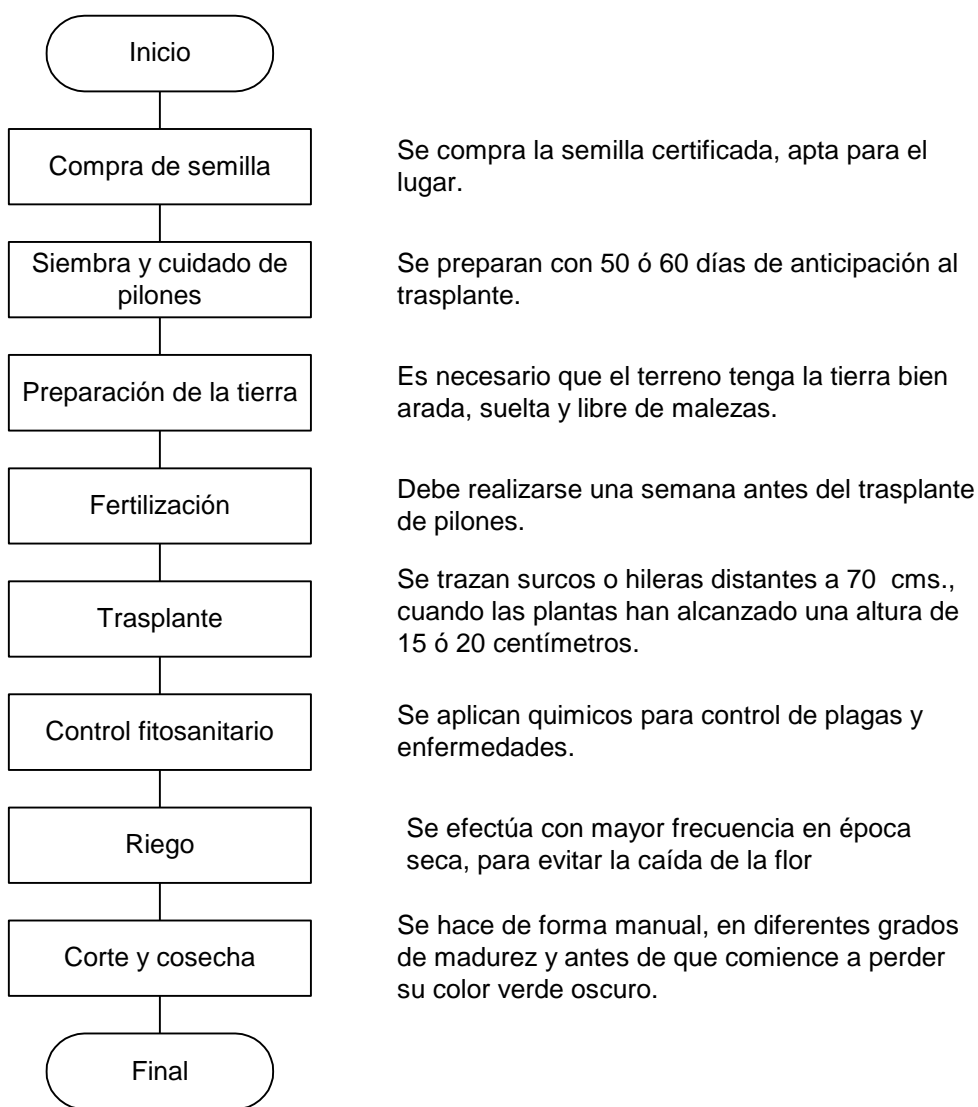 Inicio
Compra de semilla
Se compra la semilla certificada, apta para el
lugar.
Siembra y cuidado de
pilones
Se preparan con 50 ó 60 días de anticipación al
trasplante.
Preparación de la tierra
Es necesario que el terreno tenga la tierra bien
arada, suelta y libre de malezas.
Fertilización
Debe realizarse una semana antes del trasplante
de pilones.
Trasplante
Se trazan surcos o hileras distantes a 70 cms.,
cuando las plantas han alcanzado una altura de
15 ó 20 centímetros.
Control fitosanitario
Se aplican quimicos para control de plagas y
enfermedades.
Riego
Se efectúa con mayor frecuencia en época
seca, para evitar la caída de la flor
Corte y cosecha
Se hace de forma manual, en diferentes grados
de madurez y antes de que comience a perder
su color verde oscuro.
Final